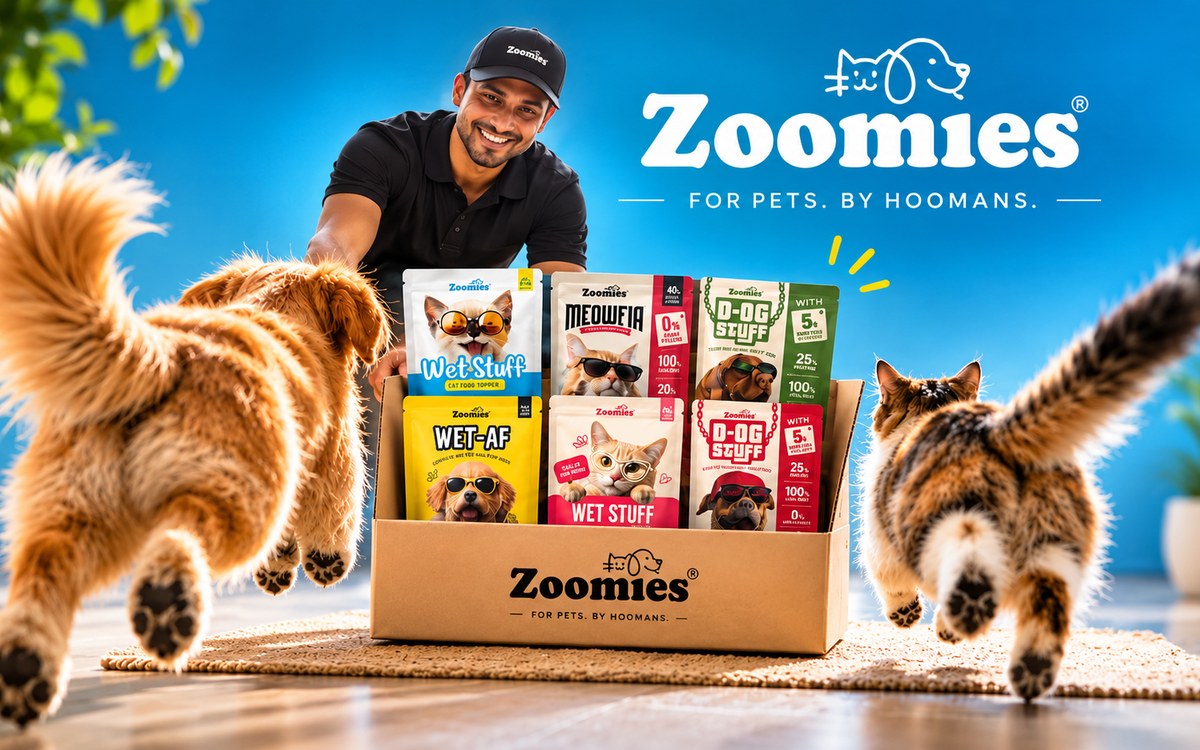 Zoomies
Zoomies®
FOR PETS. BY HOOMANS.
Zoomies
Wet Stuff
CAT FOOD TOPPER
Zoomies
MEOWFIA
40%
0%
100%
20%
Zoomies
D-OG
STUFF
WITH
5%
25%
100%
Zoomies
WET-AF
Zoomies
WET STUFF
Zoomies
D-OG
STUFF
WITH
5%
25%
100%
0%
Zoomies®
FOR PETS. BY HOOMANS.